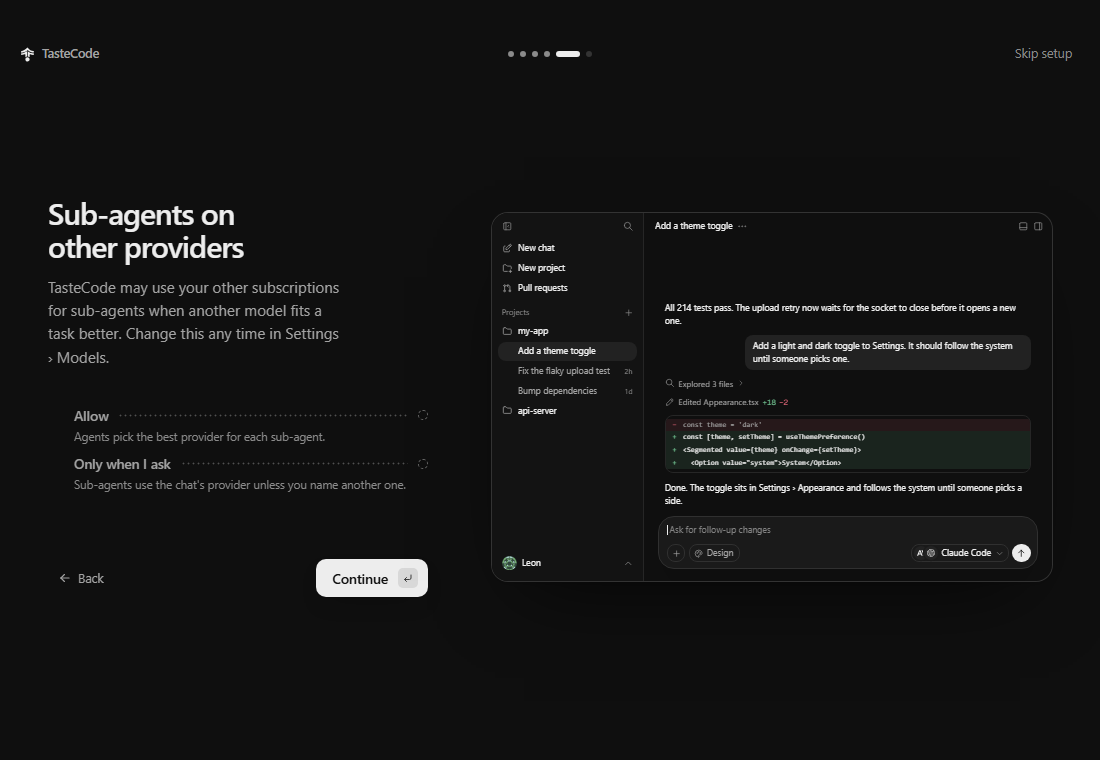 TasteCode
Skip setup
Sub-agents on
other providers
TasteCode may use your other subscriptions
for sub-agents when another model fits a
task better. Change this any time in Settings
› Models.
Allow
Agents pick the best provider for each sub-agent.
Only when I ask
Sub-agents use the chat's provider unless you name another one.
Back
Continue
New chat
New project
Pull requests
Projects
my-app
Add a theme toggle
Fix the flaky upload test 2h
Bump dependencies 1d
api-server
Leon
Add a theme toggle ···
All 214 tests pass. The upload retry now waits for the socket to close before it opens a new
one.
Add a light and dark toggle to Settings. It should follow the system
until someone picks one.
Explored 3 files ›
Edited Appearance.tsx +18 −2
− const theme = 'dark'
+ const [theme, setTheme] = useThemePreference()
+ <Segmented value={theme} onChange={setTheme}>
+ <Option value="system">System</Option>
Done. The toggle sits in Settings › Appearance and follows the system until someone picks a
side.
Ask for follow-up changes
Design
Claude Code